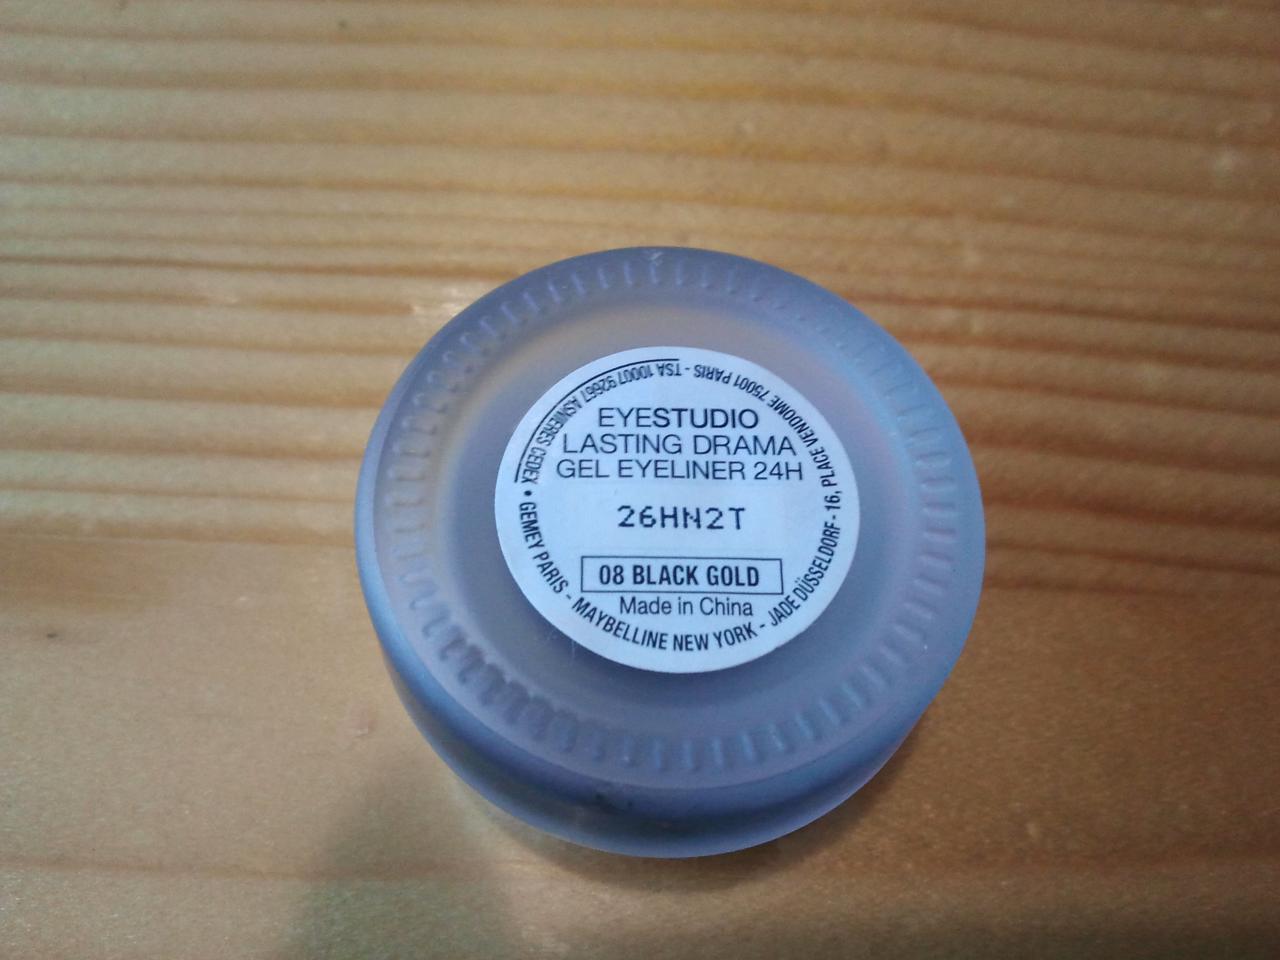 EYESTUDIO
LASTING DRAMA
GEL EYELINER 24H
26HN2T
08 BLACK GOLD
Made in China
GEMEY PARIS - MAYBELLINE NEW YORK - JADE DÜSSELDORF - 16, PLACE VENDOME 75001 PARIS - TSA 10007 92667 ASNIERES CEDEX •